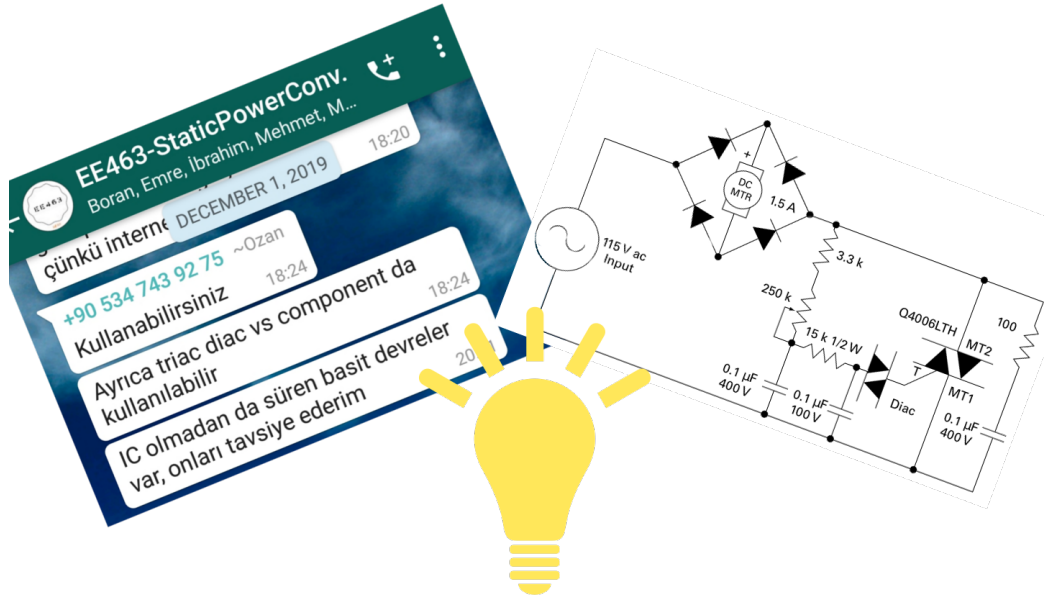 EE463-StaticPowerConv.
Boran, Emre, İbrahim, Mehmet, M...
EE463
18:20
DECEMBER 1, 2019
çünkü interne
+90 534 743 92 75 ~Ozan
Kullanabilirsiniz 18:24
Ayrıca triac diac vs component da
kullanılabilir 18:24
IC olmadan da süren basit devreler
var, onları tavsiye ederim
115 V ac
Input
+
DC
MTR
1.5 A
3.3 k
250 k
15 k 1/2 W
0.1 µF
400 V
0.1 µF
100 V
Diac
Q4006LTH
T
MT2
MT1
100
0.1 µF
400 V